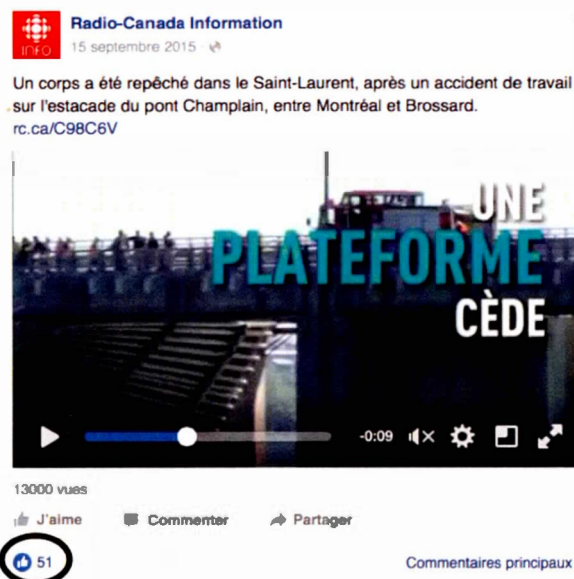 Radio-Canada Information
INFO
15 septembre 2015
Un corps a été repêché dans le Saint-Laurent, après un accident de travail
sur l'estacade du pont Champlain, entre Montréal et Brossard.
rc.ca/C98C6V
UNE
PLATEFORME
CÈDE
-0:09
13000 vues
J'aime Commenter Partager
51 Commentaires principaux